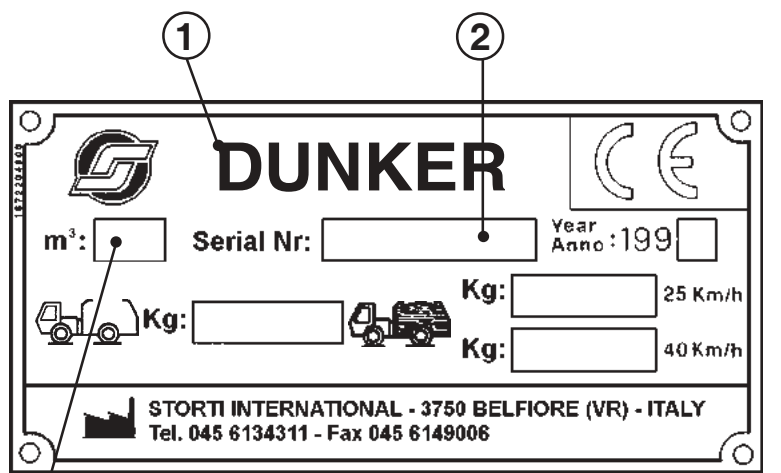 1 2
DUNKER
CE
m³: Serial Nr: Year Anno :199
Kg: Kg: 25 Km/h
Kg: 40 Km/h
STORTI INTERNATIONAL - 3750 BELFIORE (VR) - ITALY
Tel. 045 6134311 - Fax 045 6149006